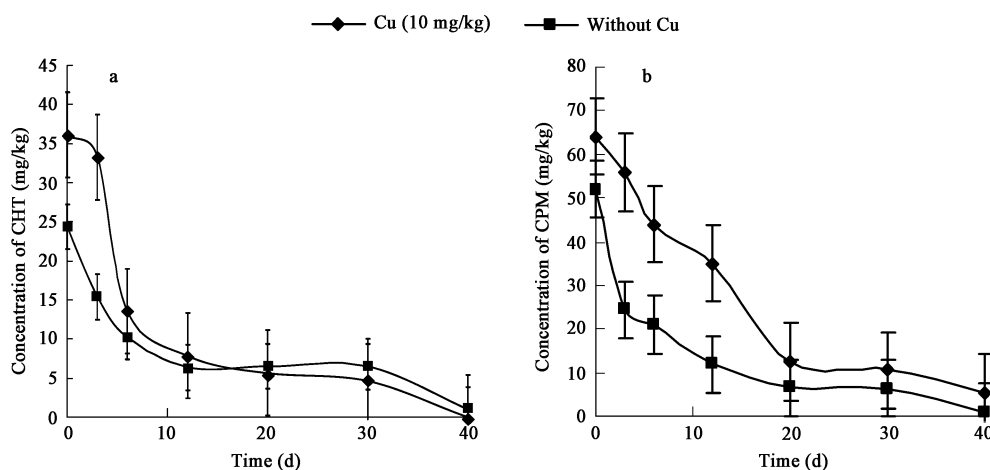 Cu (10 mg/kg) Without Cu
a
Concentration of CHT (mg/kg)
45
40
35
30
25
20
15
10
5
0
0 10 20 30 40
Time (d)
b
Concentration of CPM (mg/kg)
80
70
60
50
40
30
20
10
0
0 10 20 30 40
Time (d)